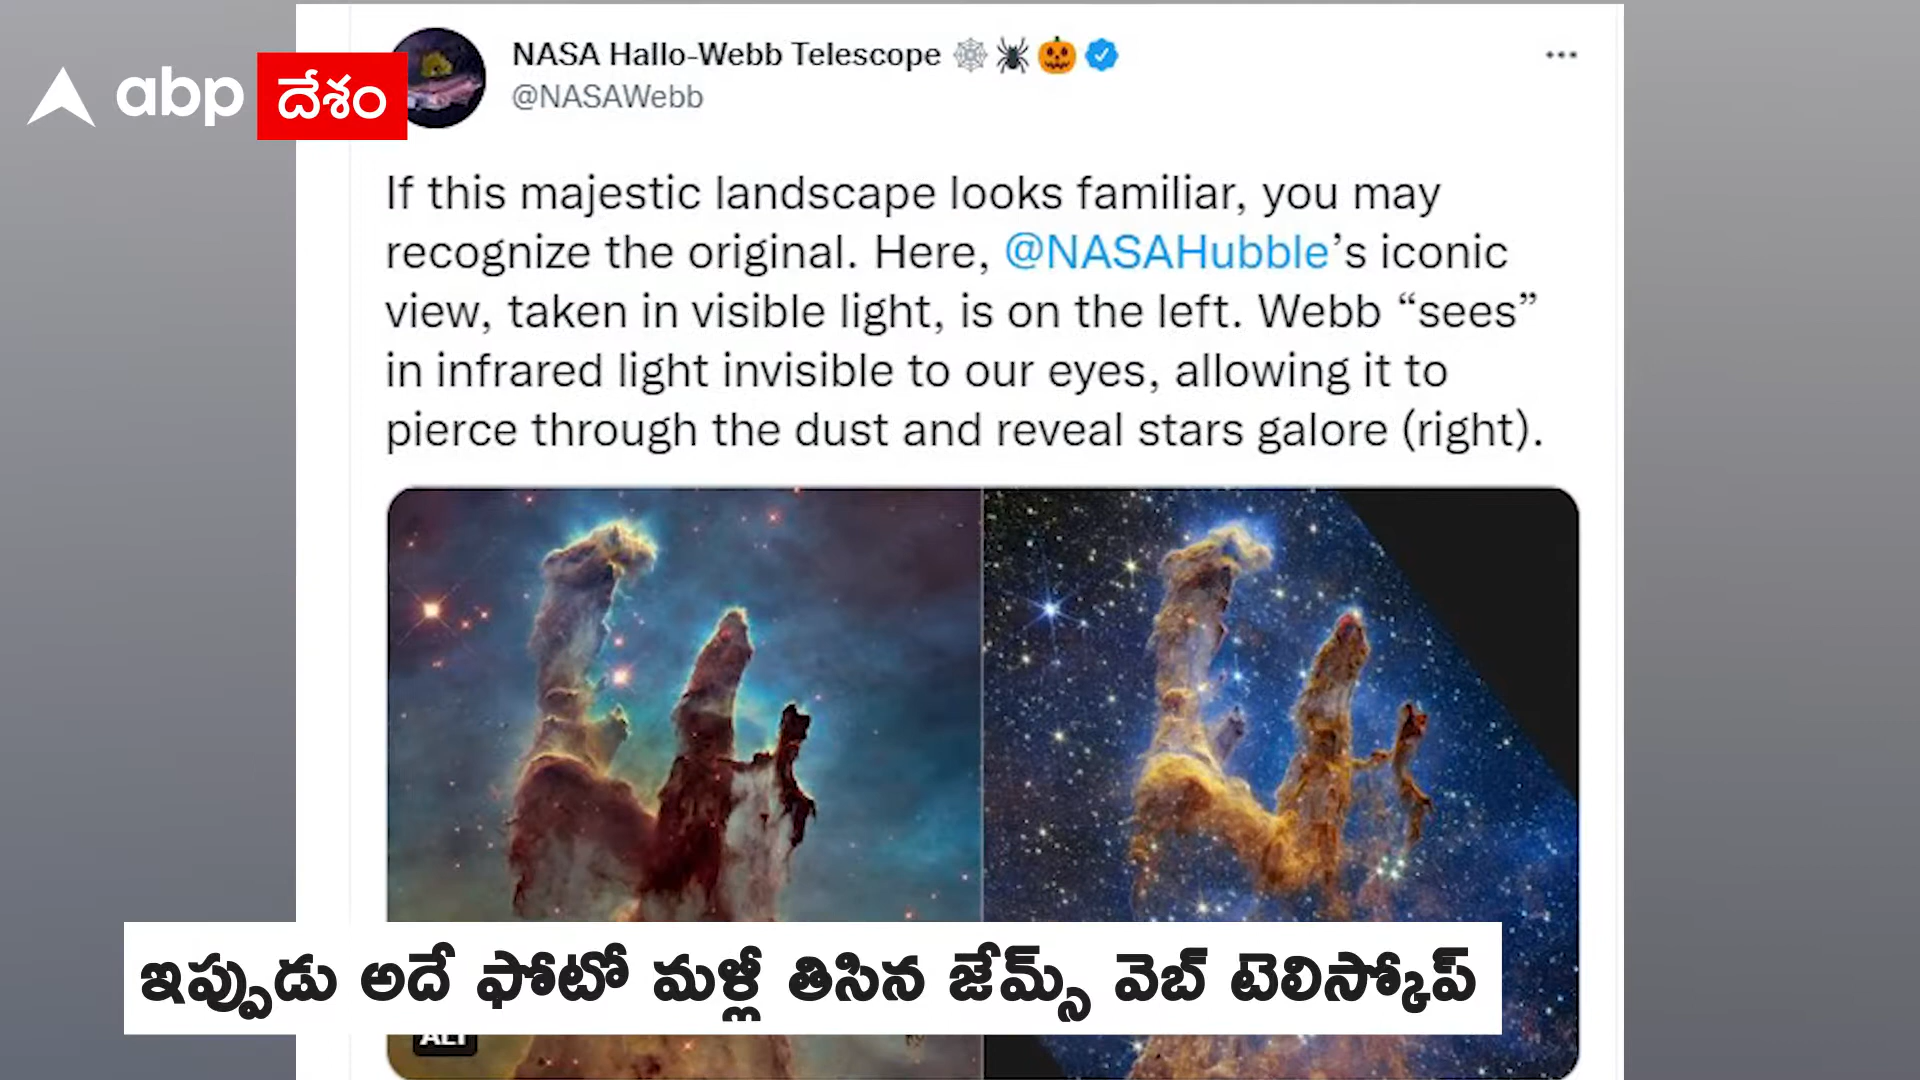 abp దేశం
NASA Hallo-Webb Telescope 🕸🕷🎃
@NASAWebb
If this majestic landscape looks familiar, you may
recognize the original. Here, @NASAHubble’s iconic
view, taken in visible light, is on the left. Webb “sees”
in infrared light invisible to our eyes, allowing it to
pierce through the dust and reveal stars galore (right).
ఇప్పుడు అదే ఫోటో మళ్లీ తీసిన జేమ్స్ వెబ్ టెలిస్కోప్
ALT